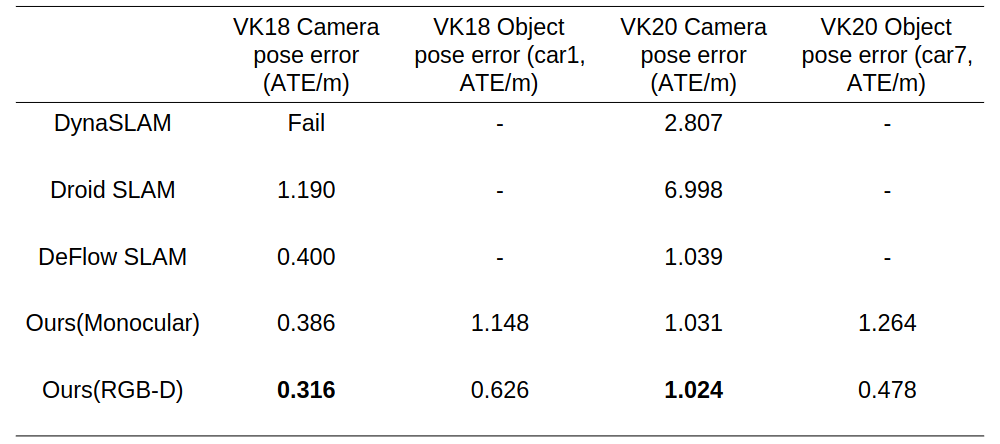 VK18 Camera pose error (ATE/m) VK18 Object pose error (car1, ATE/m) VK20 Camera pose error (ATE/m) VK20 Object pose error (car7, ATE/m)
DynaSLAM Fail - 2.807 -
Droid SLAM 1.190 - 6.998 -
DeFlow SLAM 0.400 - 1.039 -
Ours(Monocular) 0.386 1.148 1.031 1.264
Ours(RGB-D) 0.316 0.626 1.024 0.478